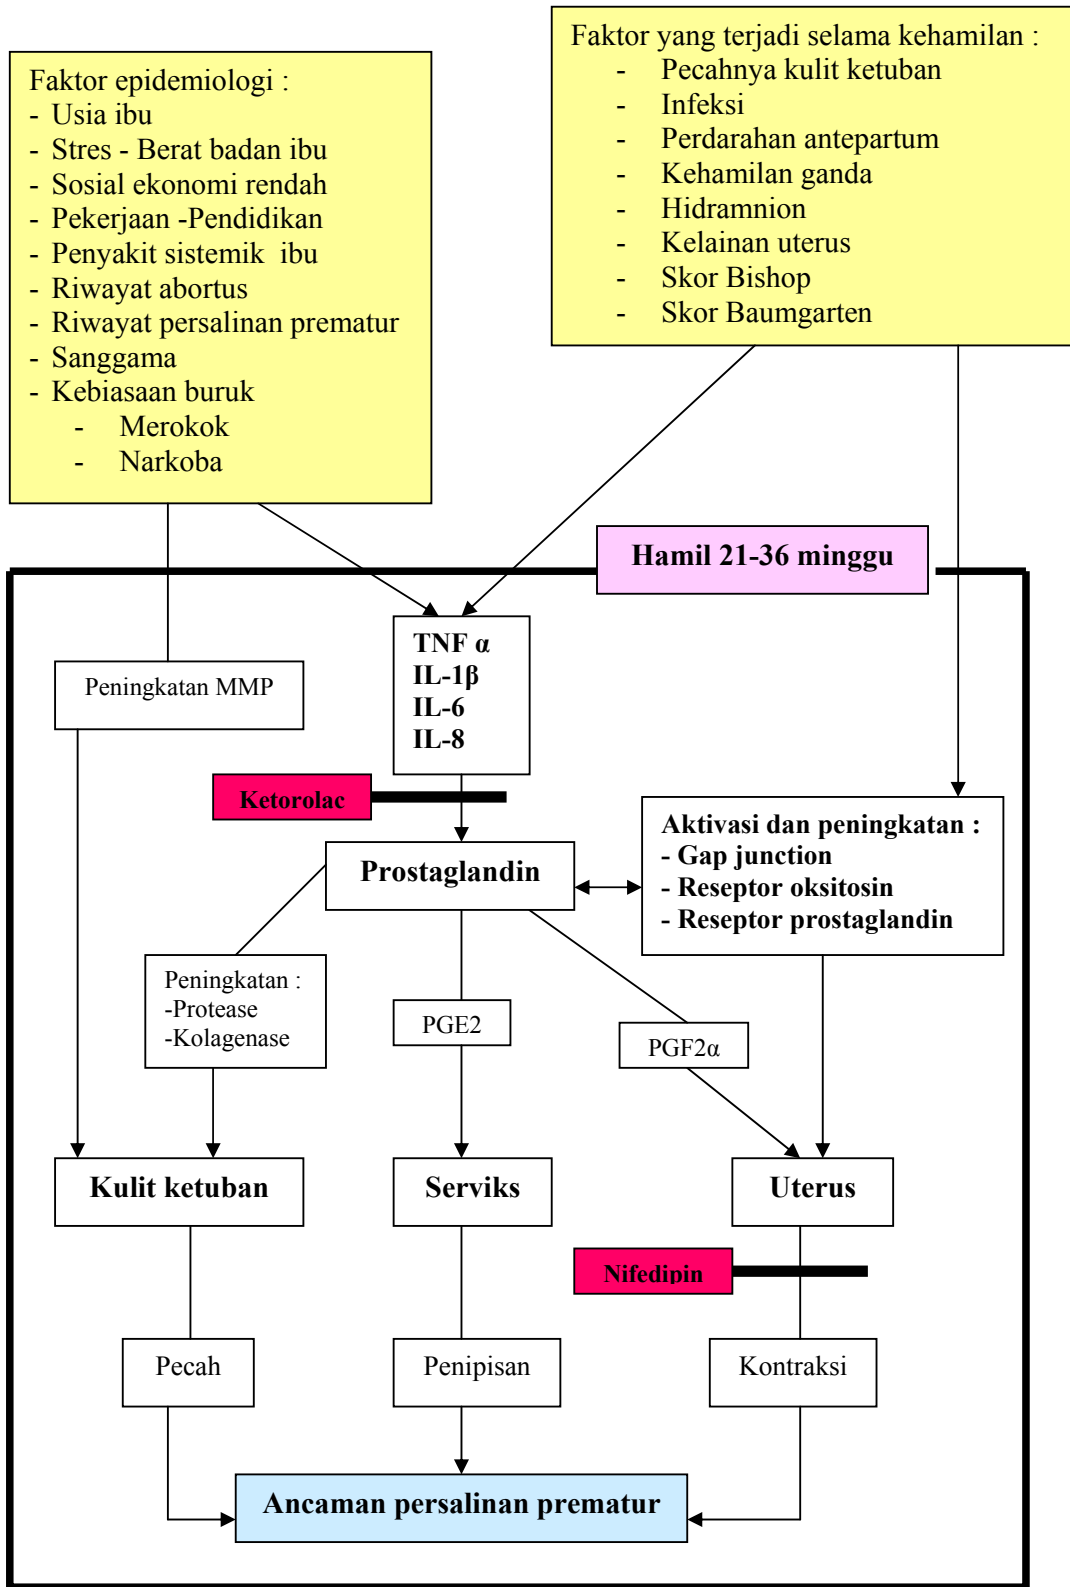 Faktor epidemiologi :
- Usia ibu
- Stres - Berat badan ibu
- Sosial ekonomi rendah
- Pekerjaan -Pendidikan
- Penyakit sistemik ibu
- Riwayat abortus
- Riwayat persalinan prematur
- Sanggama
- Kebiasaan buruk
- Merokok
- Narkoba
Faktor yang terjadi selama kehamilan :
- Pecahnya kulit ketuban
- Infeksi
- Perdarahan antepartum
- Kehamilan ganda
- Hidramnion
- Kelainan uterus
- Skor Bishop
- Skor Baumgarten
Hamil 21-36 minggu
TNF α
IL-1β
IL-6
IL-8
Peningkatan MMP
Ketorolac
Prostaglandin
Aktivasi dan peningkatan :
- Gap junction
- Reseptor oksitosin
- Reseptor prostaglandin
Peningkatan :
-Protease
-Kolagenase
PGE2
PGF2α
Kulit ketuban
Serviks
Uterus
Nifedipin
Pecah
Penipisan
Kontraksi
Ancaman persalinan prematur